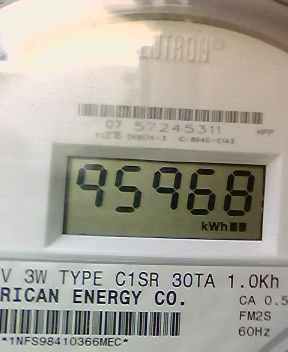 ITRON
07 57245311 HPP
95968
kWh
V 3W TYPE C1SR 30TA 1.0Kh
RICAN ENERGY CO.
CA 0.5
FM2S
60Hz
*1NFS98410366MEC*